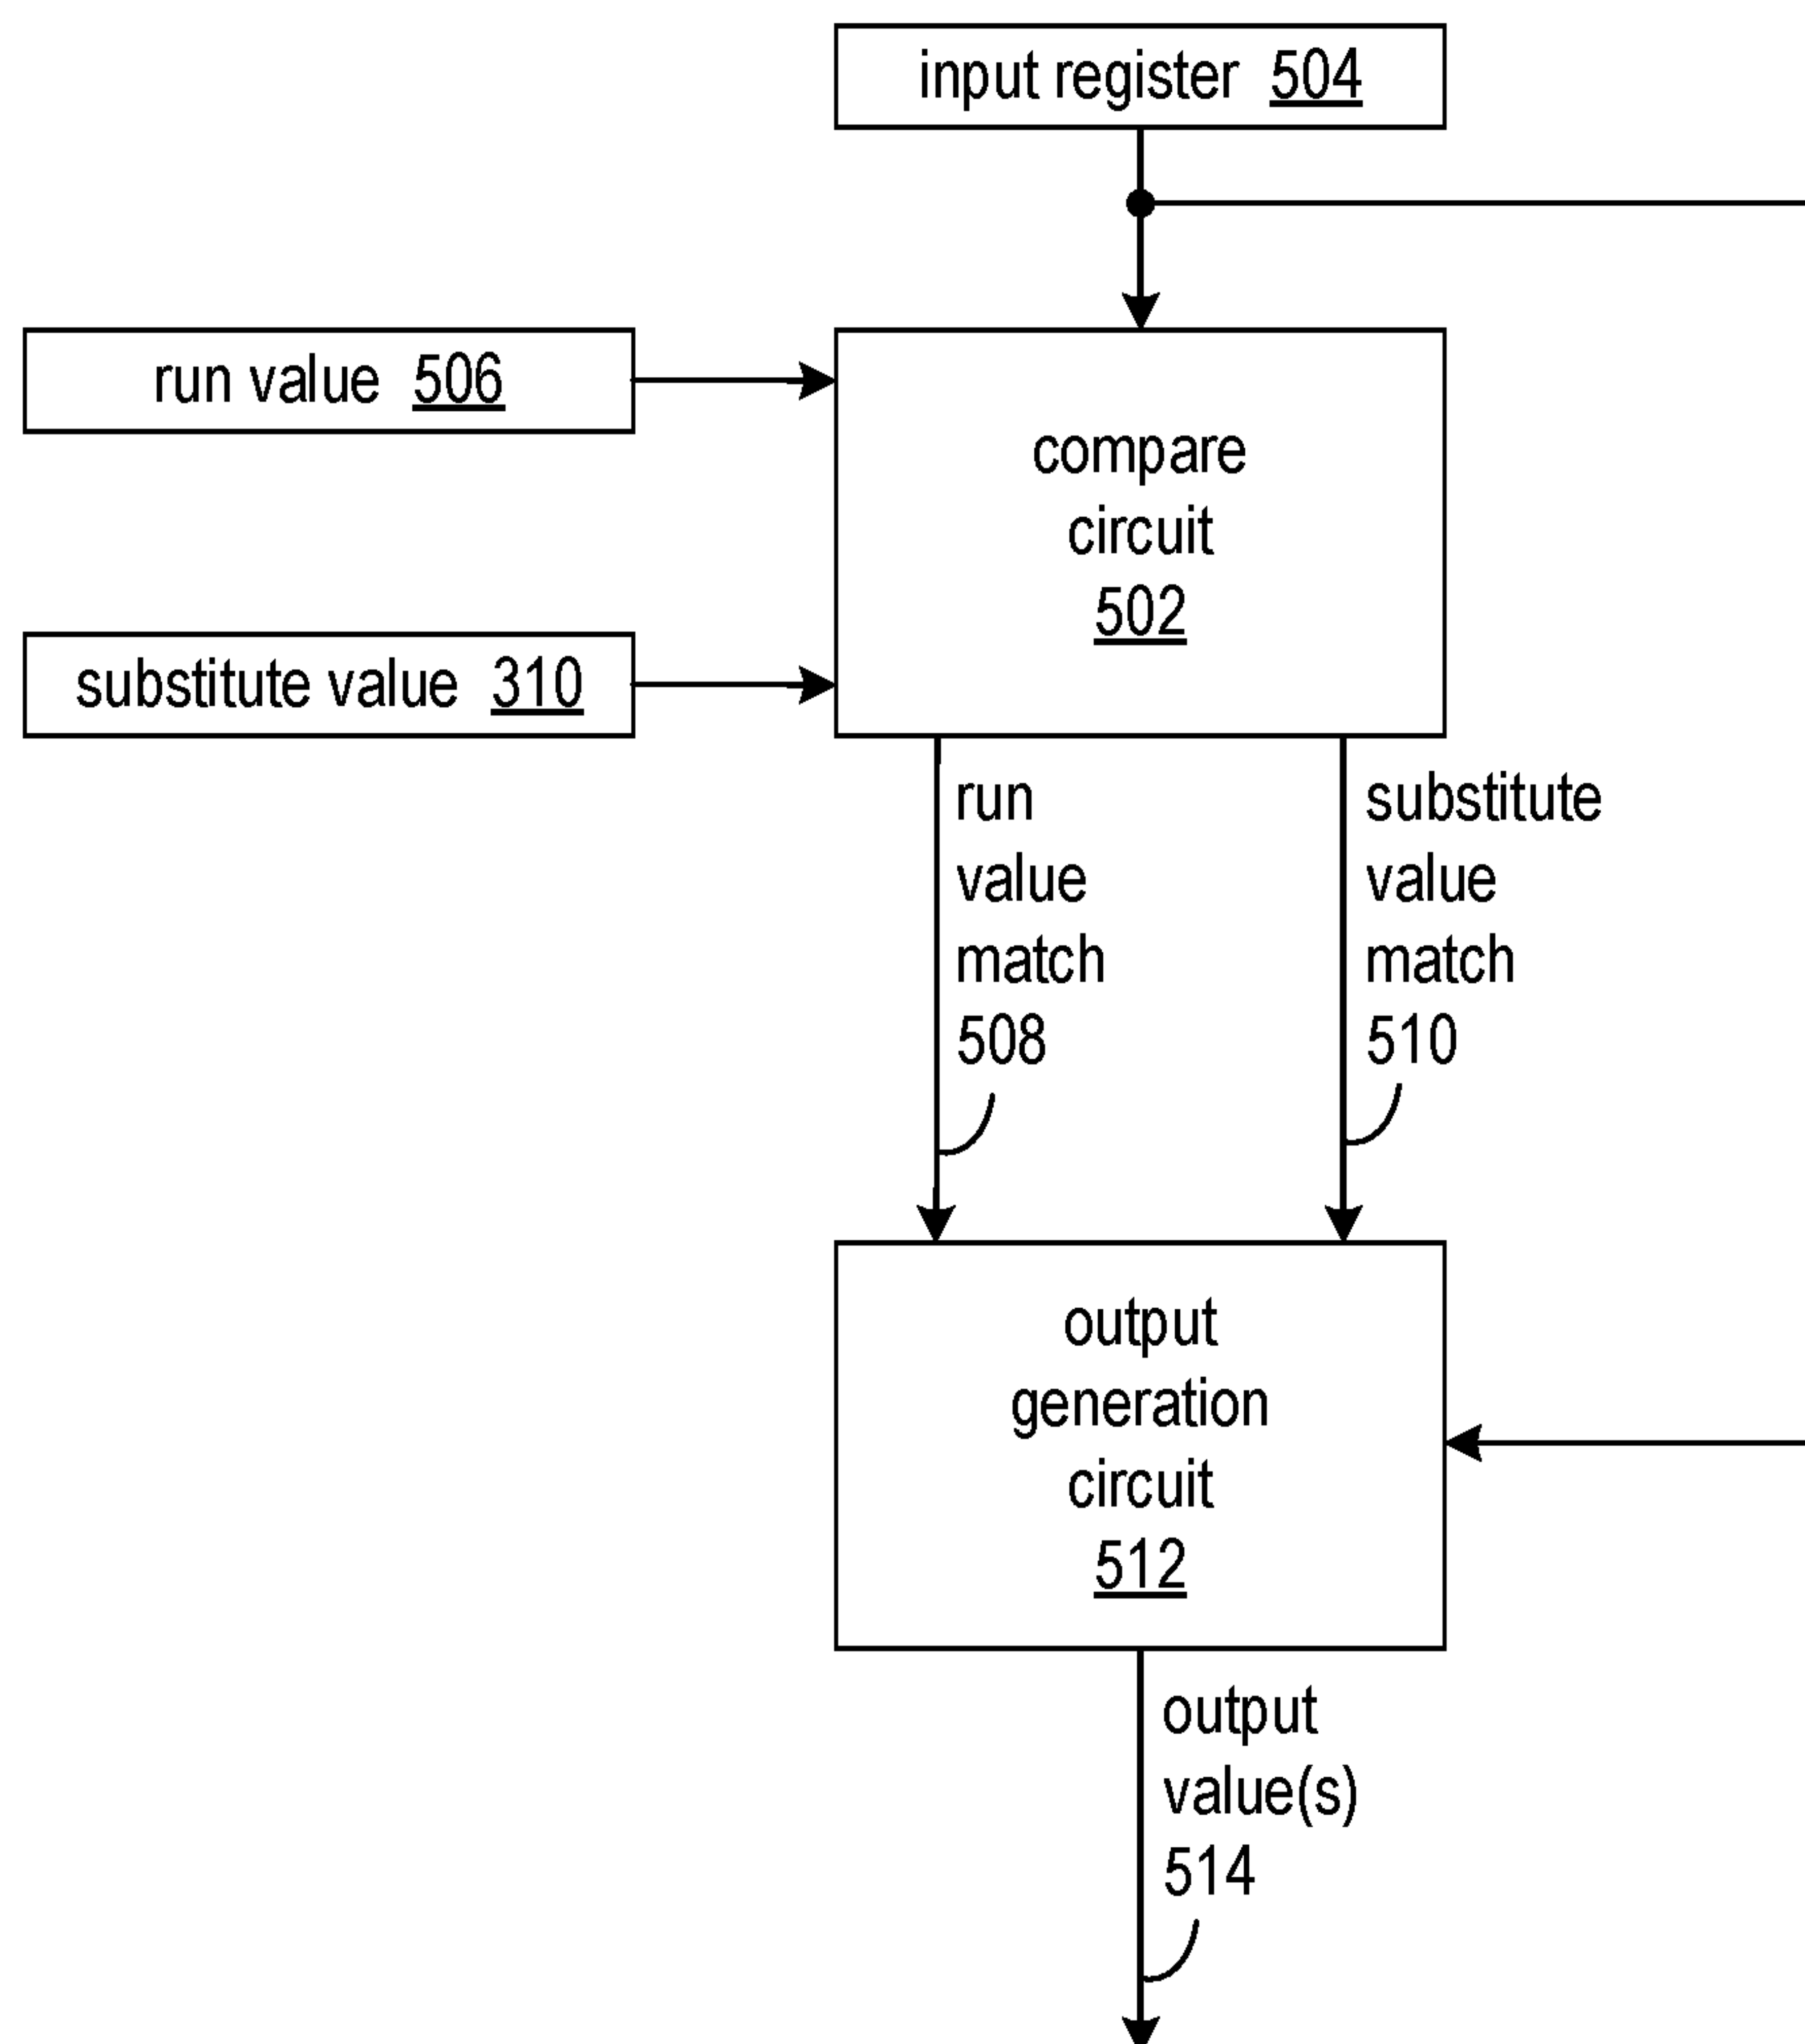 input register 504
run value 506
compare
circuit
502
substitute value 310
run
value
match
508
substitute
value
match
510
output
generation
circuit
512
output
value(s)
514